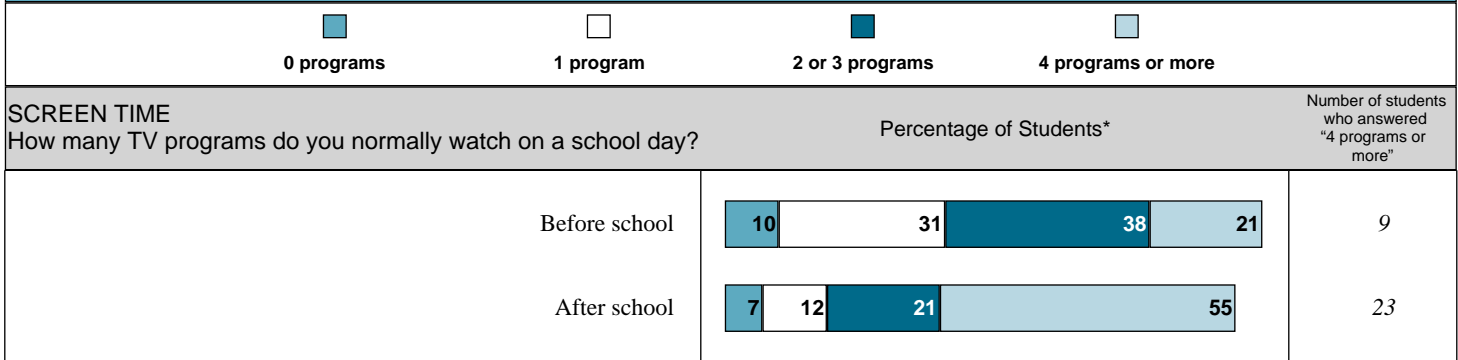 0 programs 1 program 2 or 3 programs 4 programs or more
SCREEN TIME
How many TV programs do you normally watch on a school day?
Percentage of Students*
Number of students
who answered
“4 programs or
more”
Before school 10 31 38 21 9
After school 7 12 21 55 23